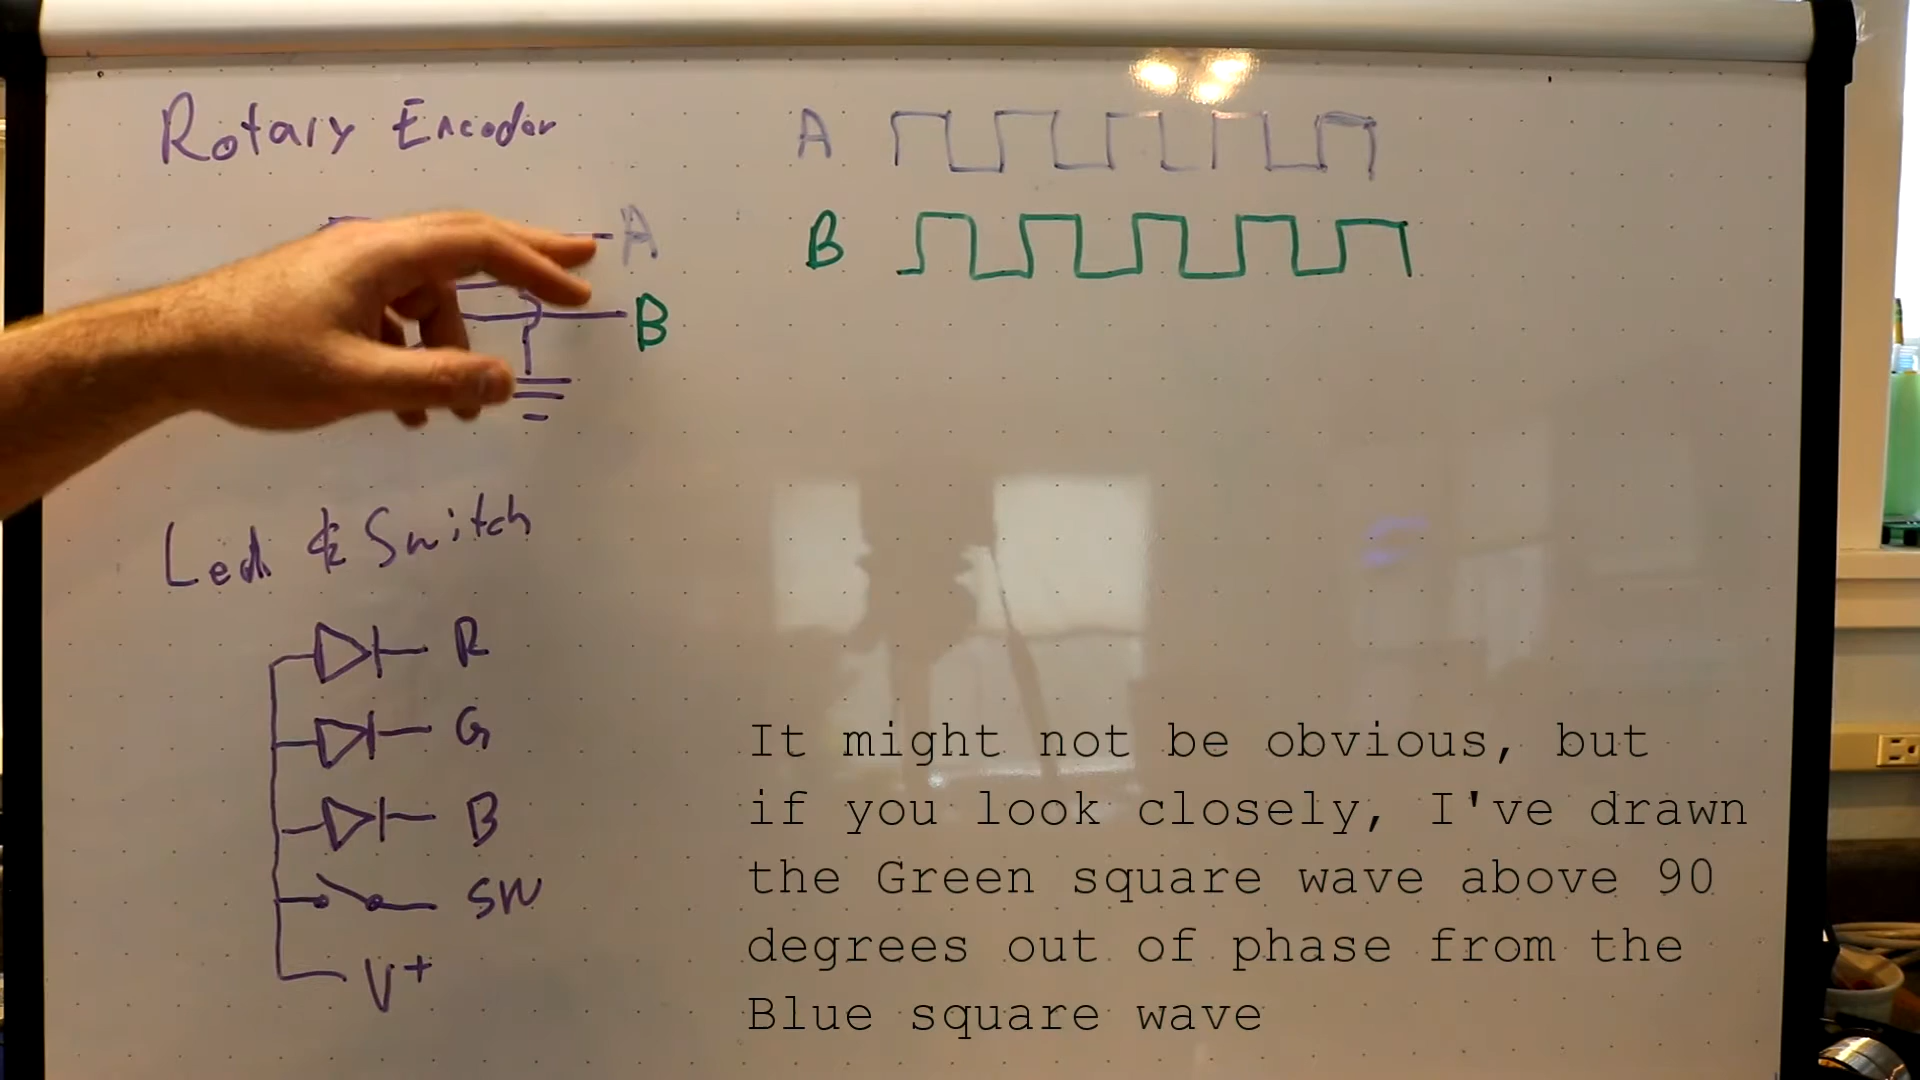 Rotary Encoder
A
B
A
B
Led & Switch
R
G
B
SW
V+
It might not be obvious, but
if you look closely, I've drawn
the Green square wave above 90
degrees out of phase from the
Blue square wave